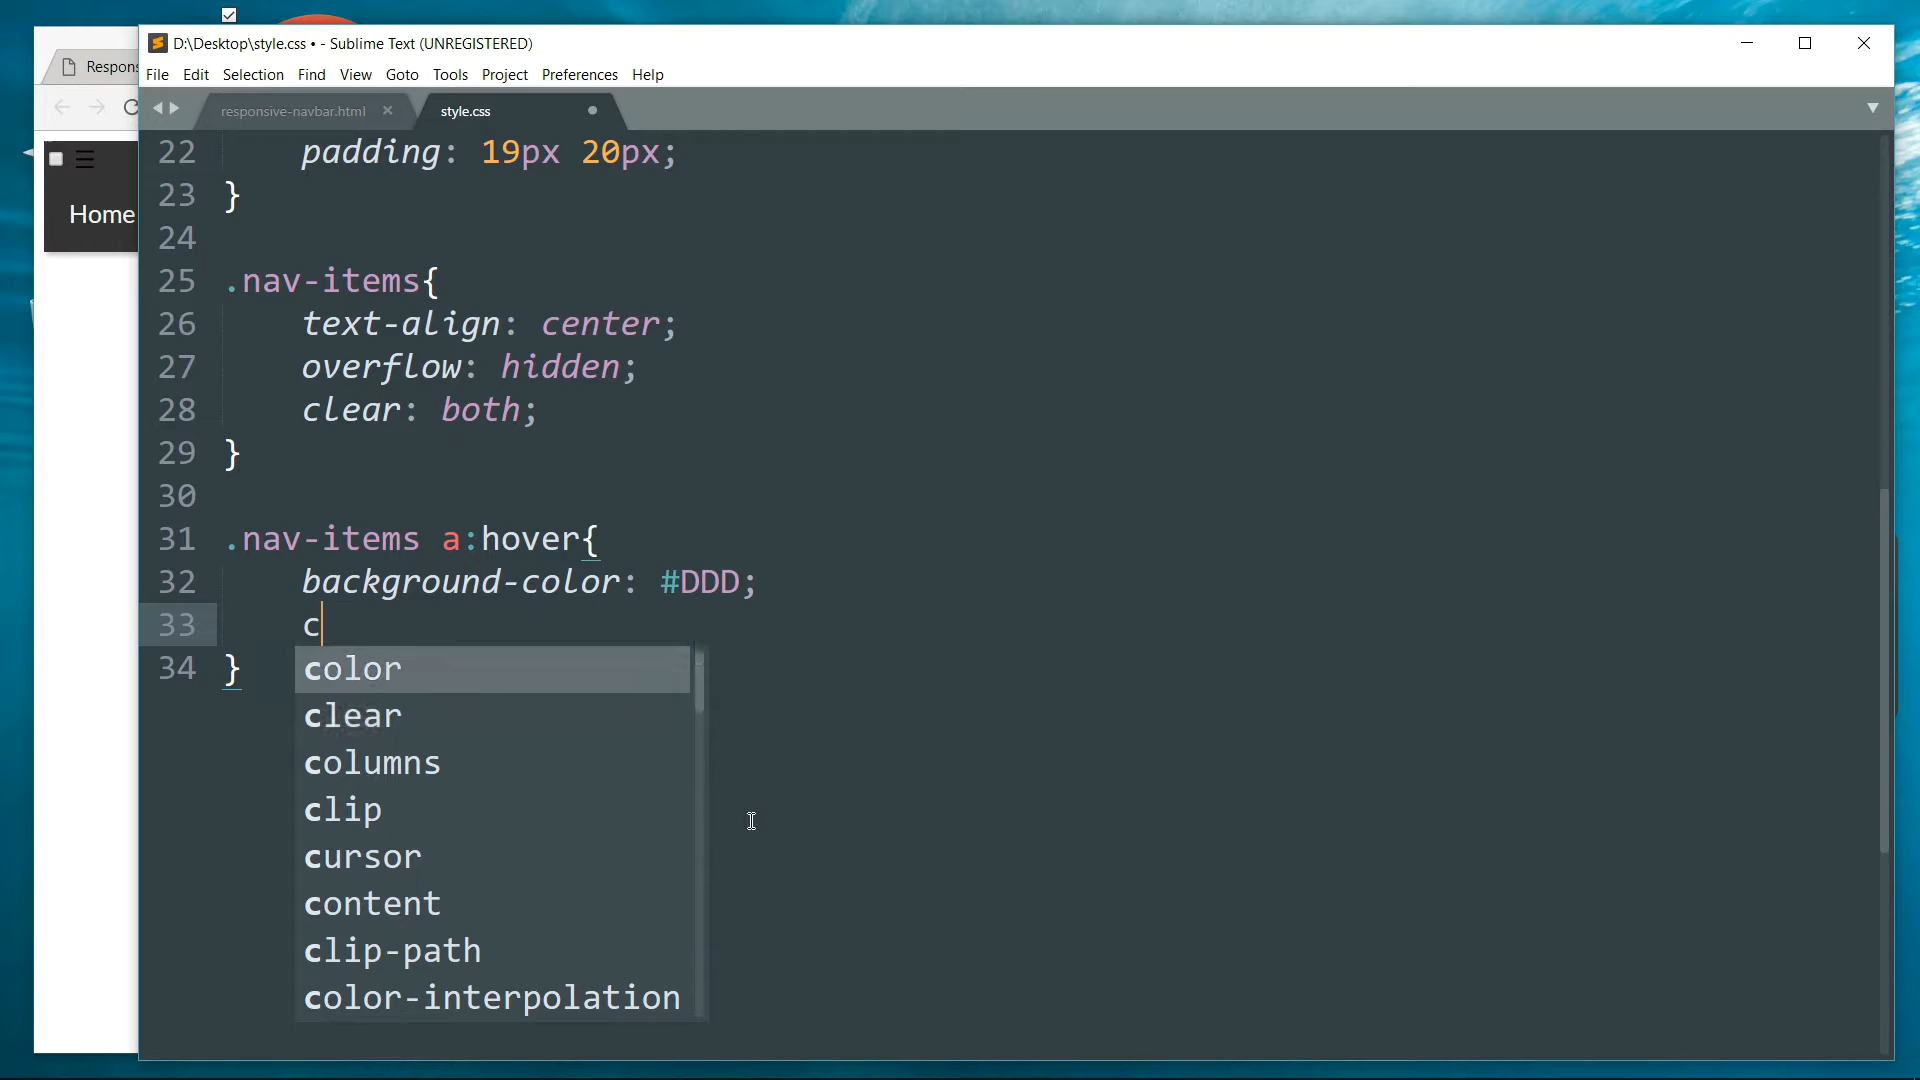 D:\Desktop\style.css • - Sublime Text (UNREGISTERED)
Respons
File Edit Selection Find View Goto Tools Project Preferences Help
responsive-navbar.html × style.css
☰
Home
22 padding: 19px 20px;
23 }
24
25 .nav-items{
26 text-align: center;
27 overflow: hidden;
28 clear: both;
29 }
30
31 .nav-items a:hover{
32 background-color: #DDD;
33 c
34 }
color
clear
columns
clip
cursor
content
clip-path
color-interpolation